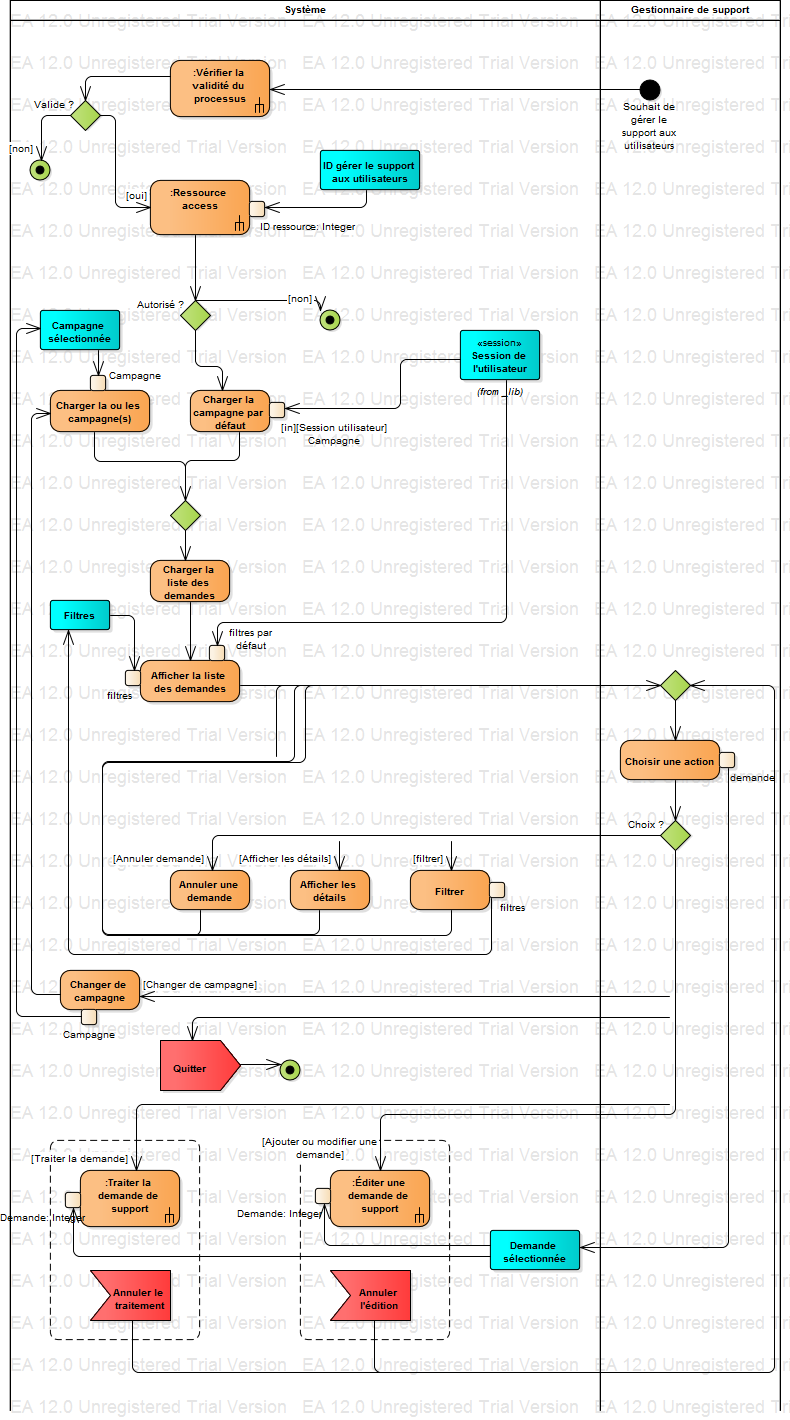 Système
Gestionnaire de support
:Vérifier la
validité du
processus
Valide ?
Souhait de
gérer le
support aux
utilisateurs
[non]
ID gérer le support
aux utilisateurs
[oui]
:Ressource
access
ID ressource: Integer
Autorisé ?
[non]
Campagne
sélectionnée
«session»
Session de
l'utilisateur
(from _lib)
Campagne
Charger la ou les
campagne(s)
Charger la
campagne par
défaut
[in][Session utilisateur]
Campagne
Charger la
liste des
demandes
Filtres
filtres par
défaut
Afficher la liste
des demandes
filtres
Choisir une action
demande
Choix ?
[Annuler demande]
[Afficher les détails]
[filtrer]
Annuler une
demande
Afficher les
détails
Filtrer
filtres
Changer de
campagne
[Changer de campagne]
Campagne
Quitter
[Ajouter ou modifier une
demande]
[Traiter la demande]
:Traiter la
demande de
support
:Éditer une
demande de
support
Demande: Integer
Demande: Integer
Demande
sélectionnée
Annuler le
traitement
Annuler
l'édition
EA 12.0 Unregistered Trial Version